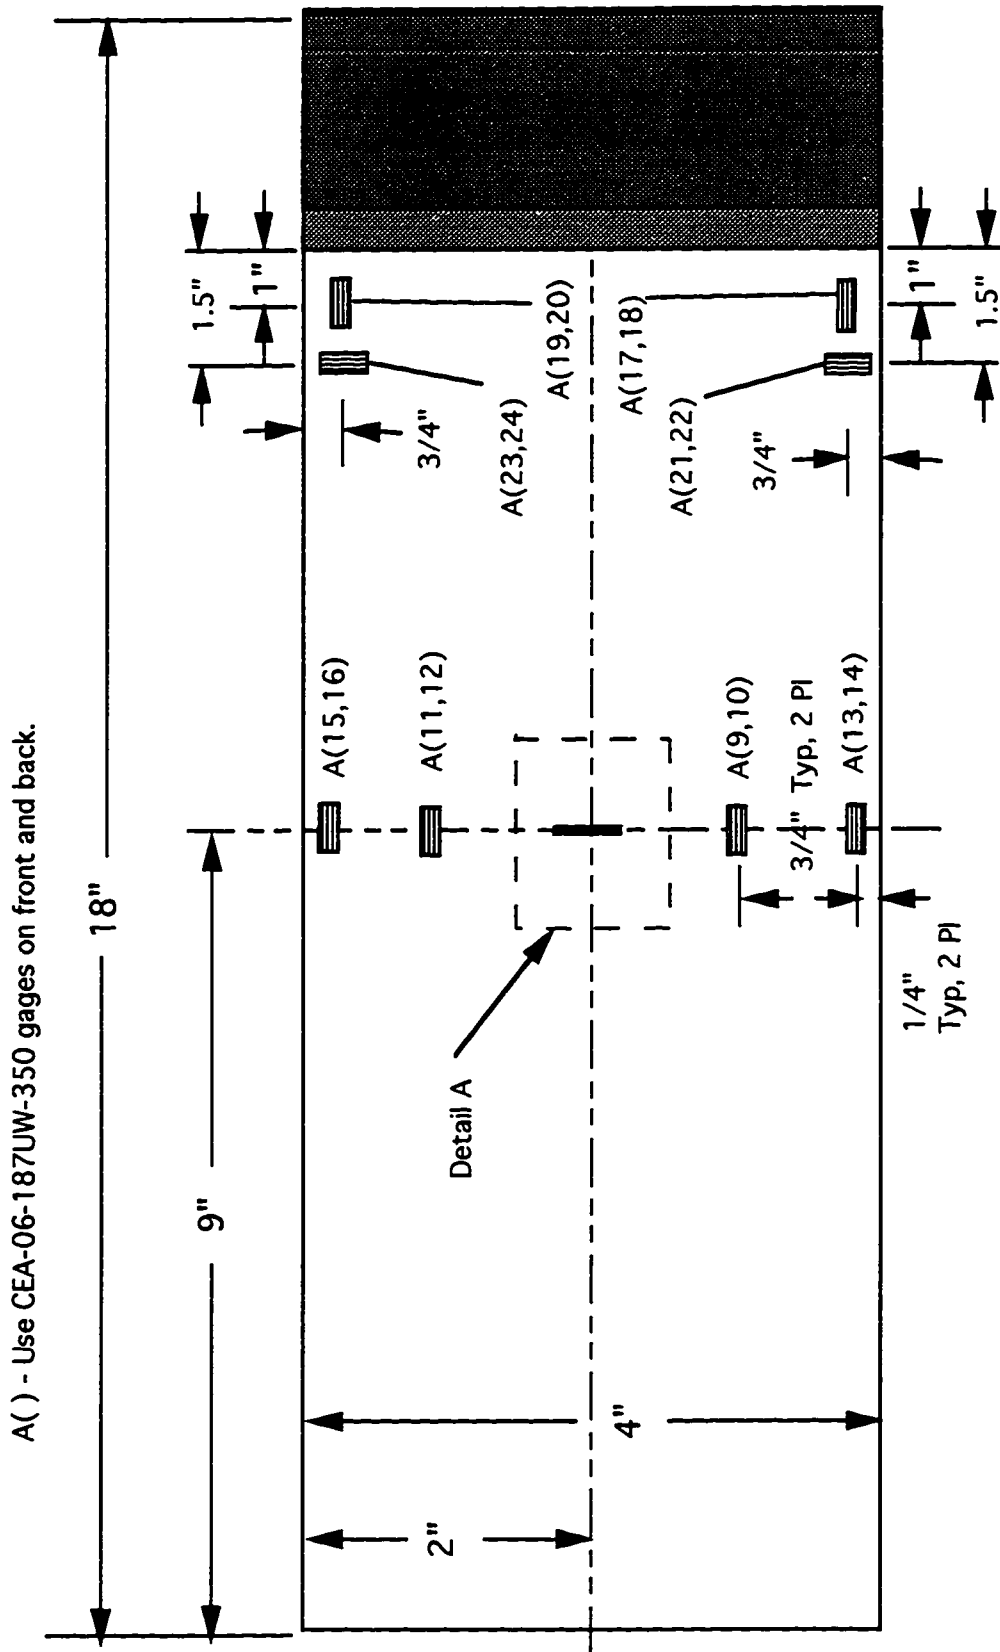 A( ) - Use CEA-06-187UW-350 gages on front and back.
18"
9"
1.5"
1"
A(15,16)
A(11,12)
3/4"
A(23,24)
A(19,20)
A(17,18)
A(21,22)
3/4"
Detail A
A(9,10)
3/4" Typ, 2 Pl
A(13,14)
2"
4"
1/4"
Typ, 2 Pl
1"
1.5"